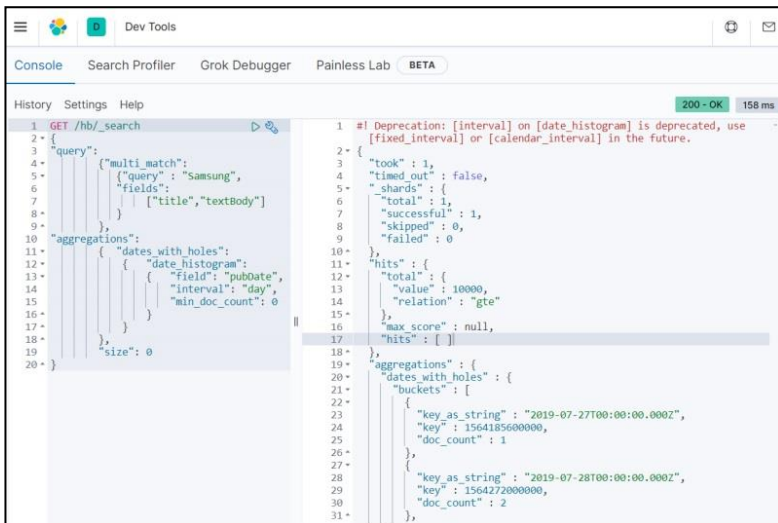 D Dev Tools
Console Search Profiler Grok Debugger Painless Lab BETA
History Settings Help 200 - OK 158 ms
1 GET /hb/_search
2 {
3 "query":
4 {"multi_match":
5 {"query" : "Samsung",
6 "fields":
7 ["title","textBody"]
8 }
9 },
10 "aggregations":
11 { "dates_with_holes":
12 { "date_histogram":
13 { "field": "pubDate",
14 "interval": "day",
15 "min_doc_count": 0
16 }
17 }
18 },
19 "size": 0
20 }
1 #! Deprecation: [interval] on [date_histogram] is deprecated, use
[fixed_interval] or [calendar_interval] in the future.
2 {
3 "took" : 1,
4 "timed_out" : false,
5 "_shards" : {
6 "total" : 1,
7 "successful" : 1,
8 "skipped" : 0,
9 "failed" : 0
10 },
11 "hits" : {
12 "total" : {
13 "value" : 10000,
14 "relation" : "gte"
15 },
16 "max_score" : null,
17 "hits" : [ ]
18 },
19 "aggregations" : {
20 "dates_with_holes" : {
21 "buckets" : [
22 {
23 "key_as_string" : "2019-07-27T00:00:00.000Z",
24 "key" : 1564185600000,
25 "doc_count" : 1
26 },
27 {
28 "key_as_string" : "2019-07-28T00:00:00.000Z",
29 "key" : 1564272000000,
30 "doc_count" : 2
31 },